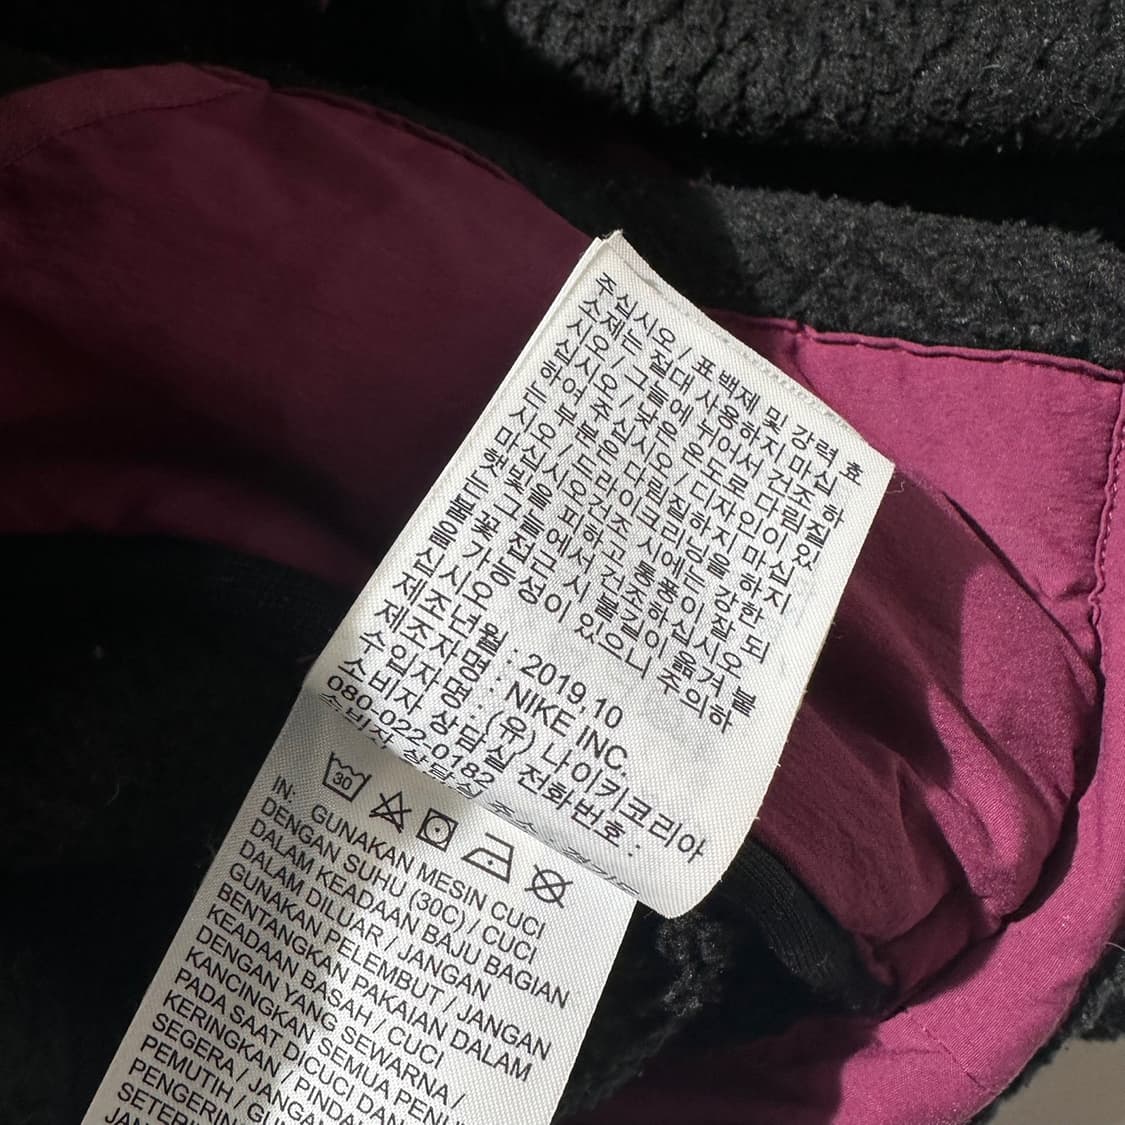 주십시오 / 표백제 및 강력 효
소제는 절대 사용하지 마십
시오 / 그늘에 뉘어서 건조하
십시오 / 낮은 온도로 다림질
하여 주십시오 / 디자인이 있
는 부분은 다림질하지 마십
시오 / 드라이크리닝을 하지
마십시오 건조 시에는 강한
햇빛을 피하고 통풍이 잘 되
는 그늘에서 건조하십시오
불꽃 접근 시 불길이 옮겨 붙
을 가능성이 있으니 주의하
십시오
제조년월 : 2019.10
제조자명 : NIKE INC.
수입자명 : (유) 나이키코리아
소비자 상담실 전화번호 :
080-022-0182
소비자 상담실
30
IN: GUNAKAN MESIN CUCI
DENGAN SUHU (30C) / CUCI
DALAM KEADAAN BAJU BAGIAN
DALAM DILUAR / JANGAN
GUNAKAN PELEMBUT / JANGAN
BENTANGKAN PAKAIAN DALAM
KEADAAN BASAH / CUCI
DENGAN YANG SEWARNA /
KANCINGKAN SEMUA
PADA SAAT DICUCI DAN
KERINGKAN /
SEGERA / JANGAN
PEMUTIH /